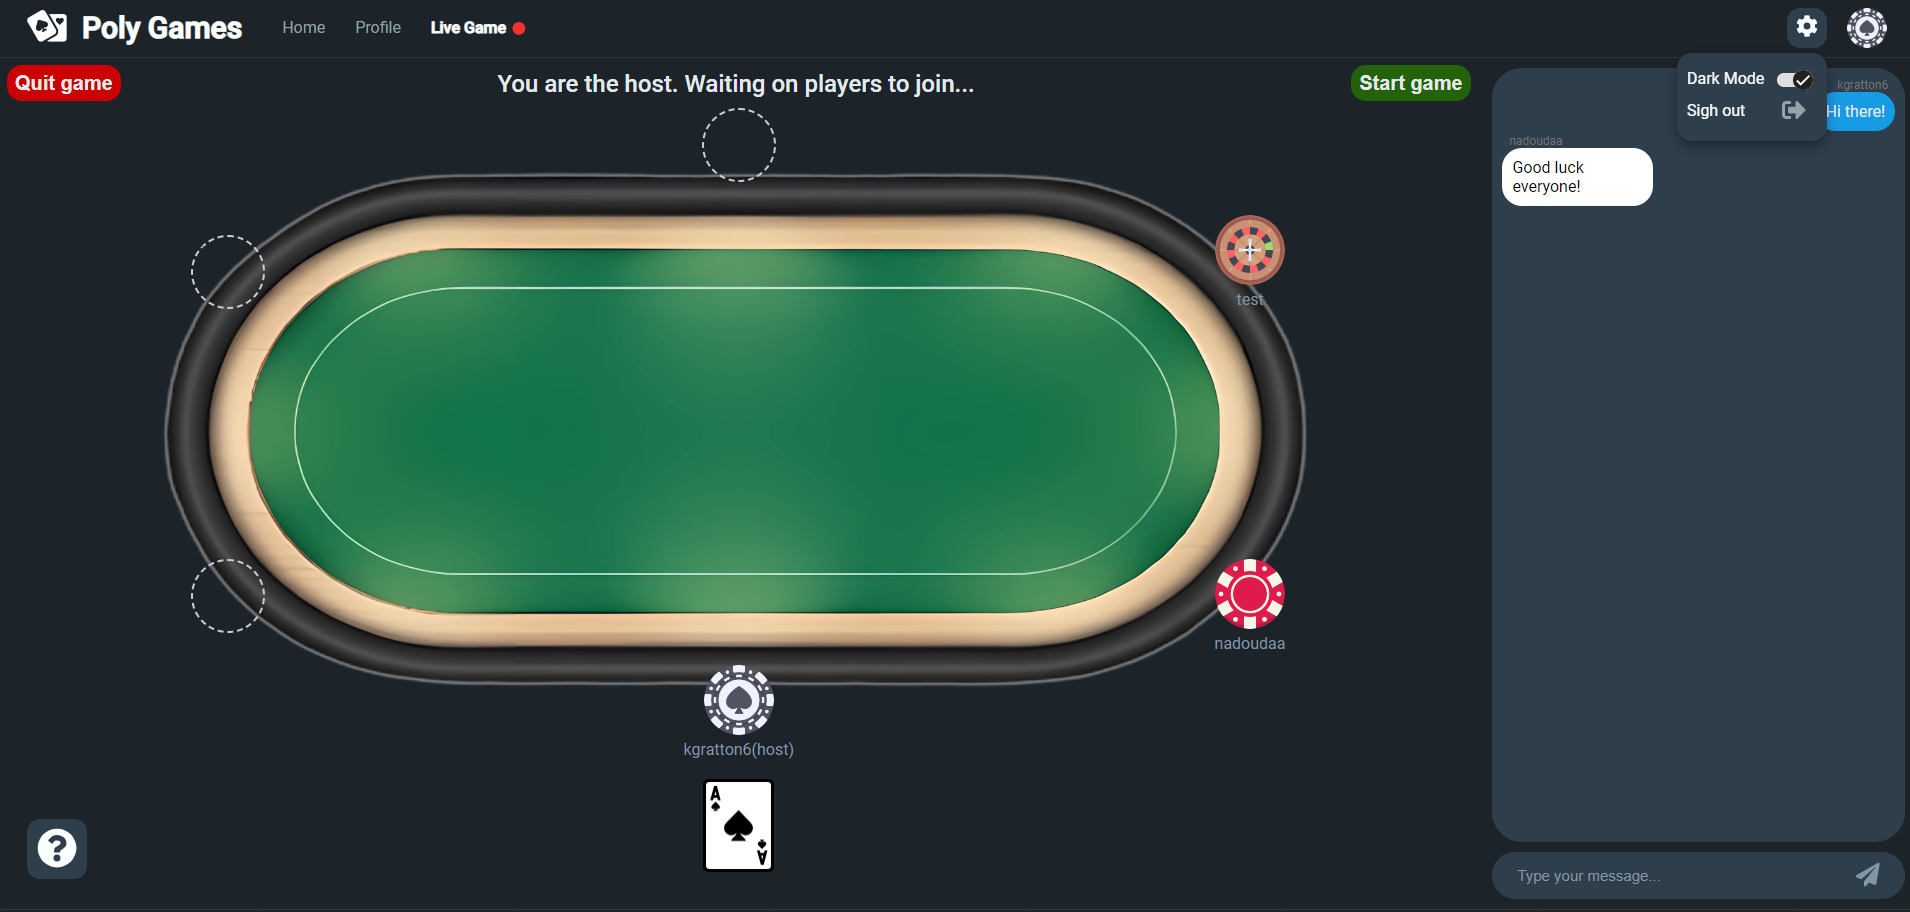 Poly Games
Home
Profile
Live Game
Quit game
You are the host. Waiting on players to join...
Start game
Dark Mode
Sigh out
kgratton6
Hi there!
nadoudaa
Good luck
everyone!
test
nadoudaa
kgratton6(host)
A
A
?
Type your message...